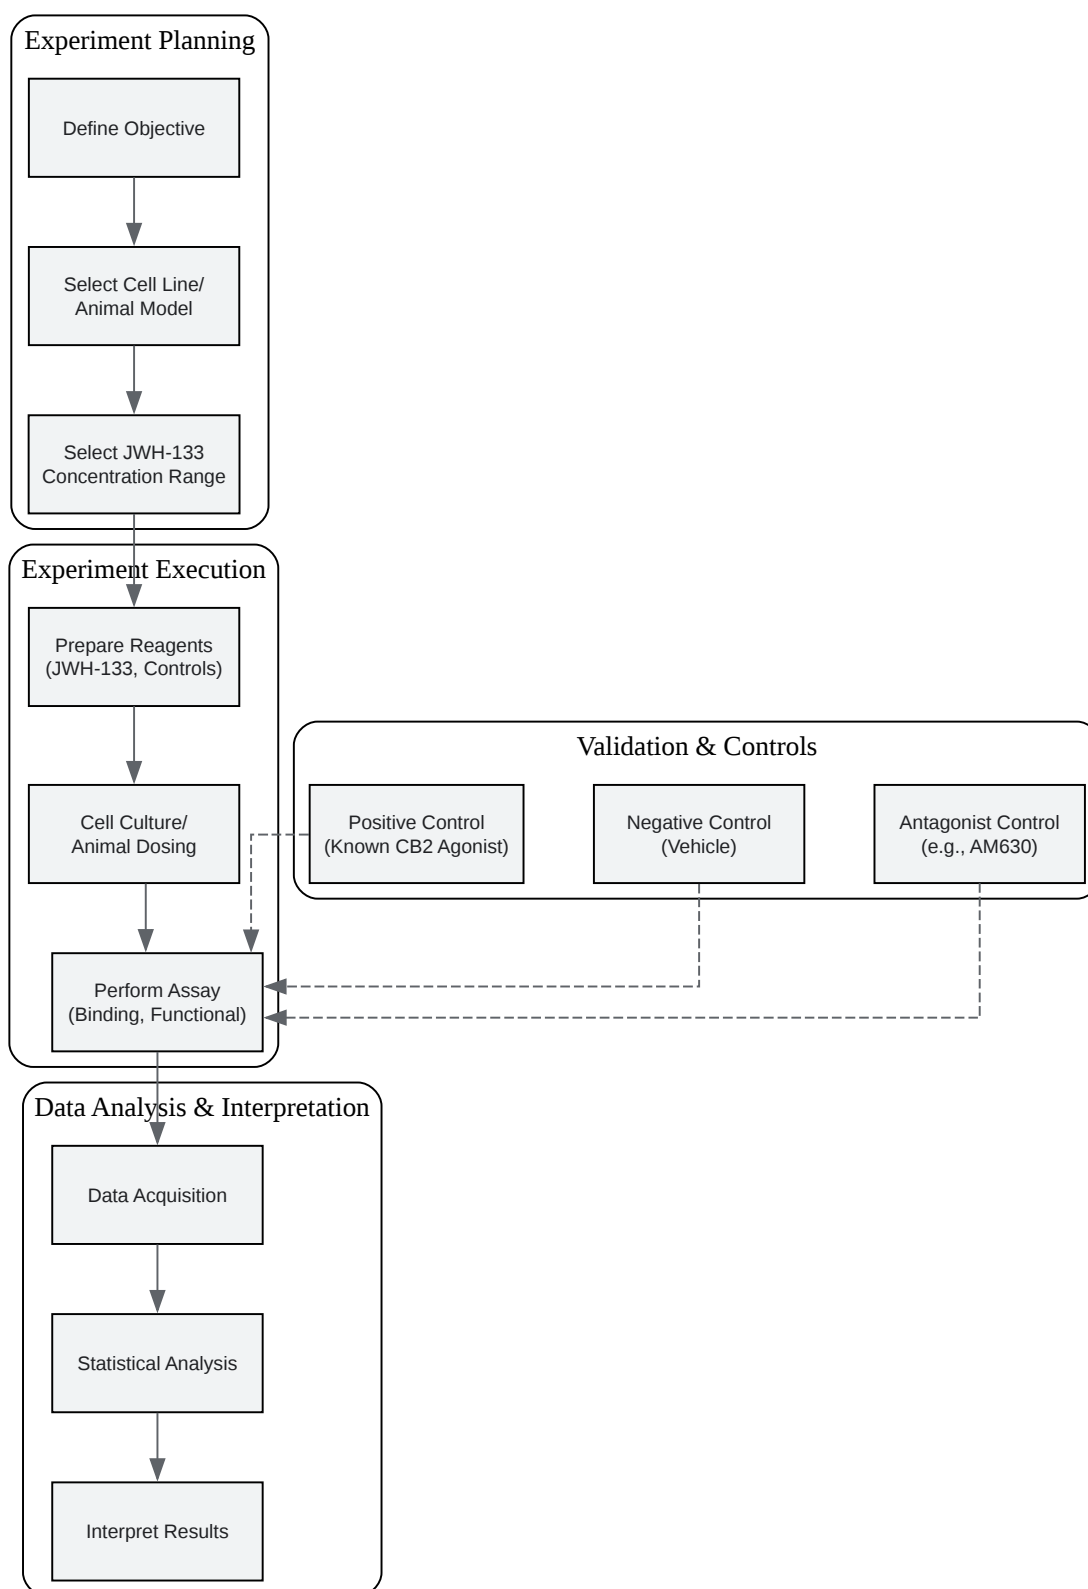 Experiment Planning
Define Objective
Select Cell Line/
Animal Model
Select JWH-133
Concentration Range
Experiment Execution
Prepare Reagents
(JWH-133, Controls)
Validation & Controls
Cell Culture/
Animal Dosing
Positive Control
(Known CB2 Agonist)
Negative Control
(Vehicle)
Antagonist Control
(e.g., AM630)
Perform Assay
(Binding, Functional)
Data Analysis & Interpretation
Data Acquisition
Statistical Analysis
Interpret Results